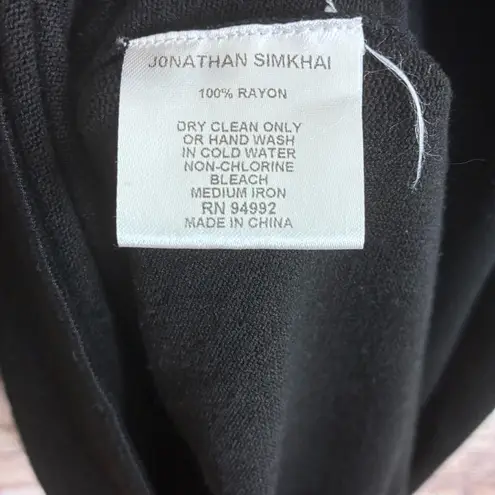 JONATHAN SIMKHAI
100% RAYON
DRY CLEAN ONLY
OR HAND WASH
IN COLD WATER
NON-CHLORINE
BLEACH
MEDIUM IRON
RN 94992
MADE IN CHINA